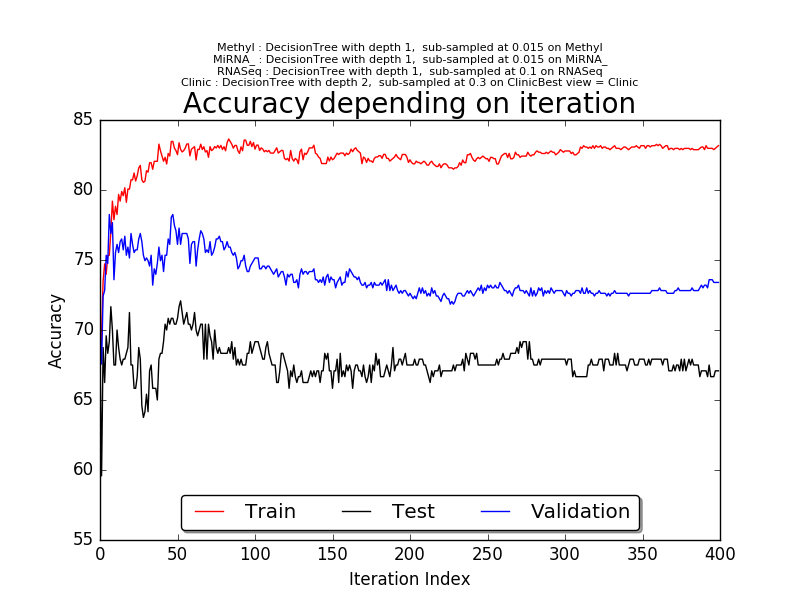 Methyl : DecisionTree with depth 1,  sub-sampled at 0.015 on Methyl
MiRNA_ : DecisionTree with depth 1,  sub-sampled at 0.015 on MiRNA_
RNASeq : DecisionTree with depth 1,  sub-sampled at 0.1 on RNASeq
Clinic : DecisionTree with depth 2,  sub-sampled at 0.3 on ClinicBest view = Clinic
Accuracy depending on iteration
85
80
75
70
65
60
55
Accuracy
Train Test Validation
0 50 100 150 200 250 300 350 400
Iteration Index